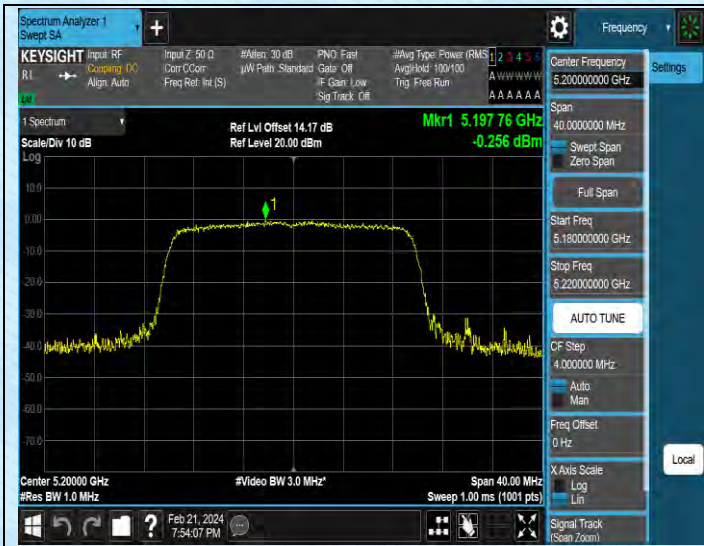 Spectrum Analyzer 1
Swept SA
+
Frequency
KEYSIGHT
RL
Input: RF
Coupling: DC
Align: Auto
Input Z: 50 Ω
Corr CCorr
Freq Ref: Int (S)
#Atten: 30 dB
µW Path: Standard
PNO: Fast
Gate: Off
IF Gain: Low
Sig Track: Off
#Avg Type: Power (RMS
Avg|Hold: 100/100
Trig: Free Run
1 2 3 4 5 6
A W W W W W
A A A A A A
1 Spectrum
Scale/Div 10 dB
Log
Ref Lvl Offset 14.17 dB
Ref Level 20.00 dBm
Mkr1 5.197 76 GHz
-0.256 dBm
10.0
0.00
-10.0
-20.0
-30.0
-40.0
-50.0
-60.0
-70.0
1
Center 5.20000 GHz
#Res BW 1.0 MHz
#Video BW 3.0 MHz*
Span 40.00 MHz
Sweep 1.00 ms (1001 pts)
?
Feb 21, 2024
7:54:07 PM
Center Frequency
5.200000000 GHz
Settings
Span
40.0000000 MHz
Swept Span
Zero Span
Full Span
Start Freq
5.180000000 GHz
Stop Freq
5.220000000 GHz
AUTO TUNE
CF Step
4.000000 MHz
Auto
Man
Freq Offset
0 Hz
X Axis Scale
Log
Lin
Local
Signal Track
(Span Zoom)